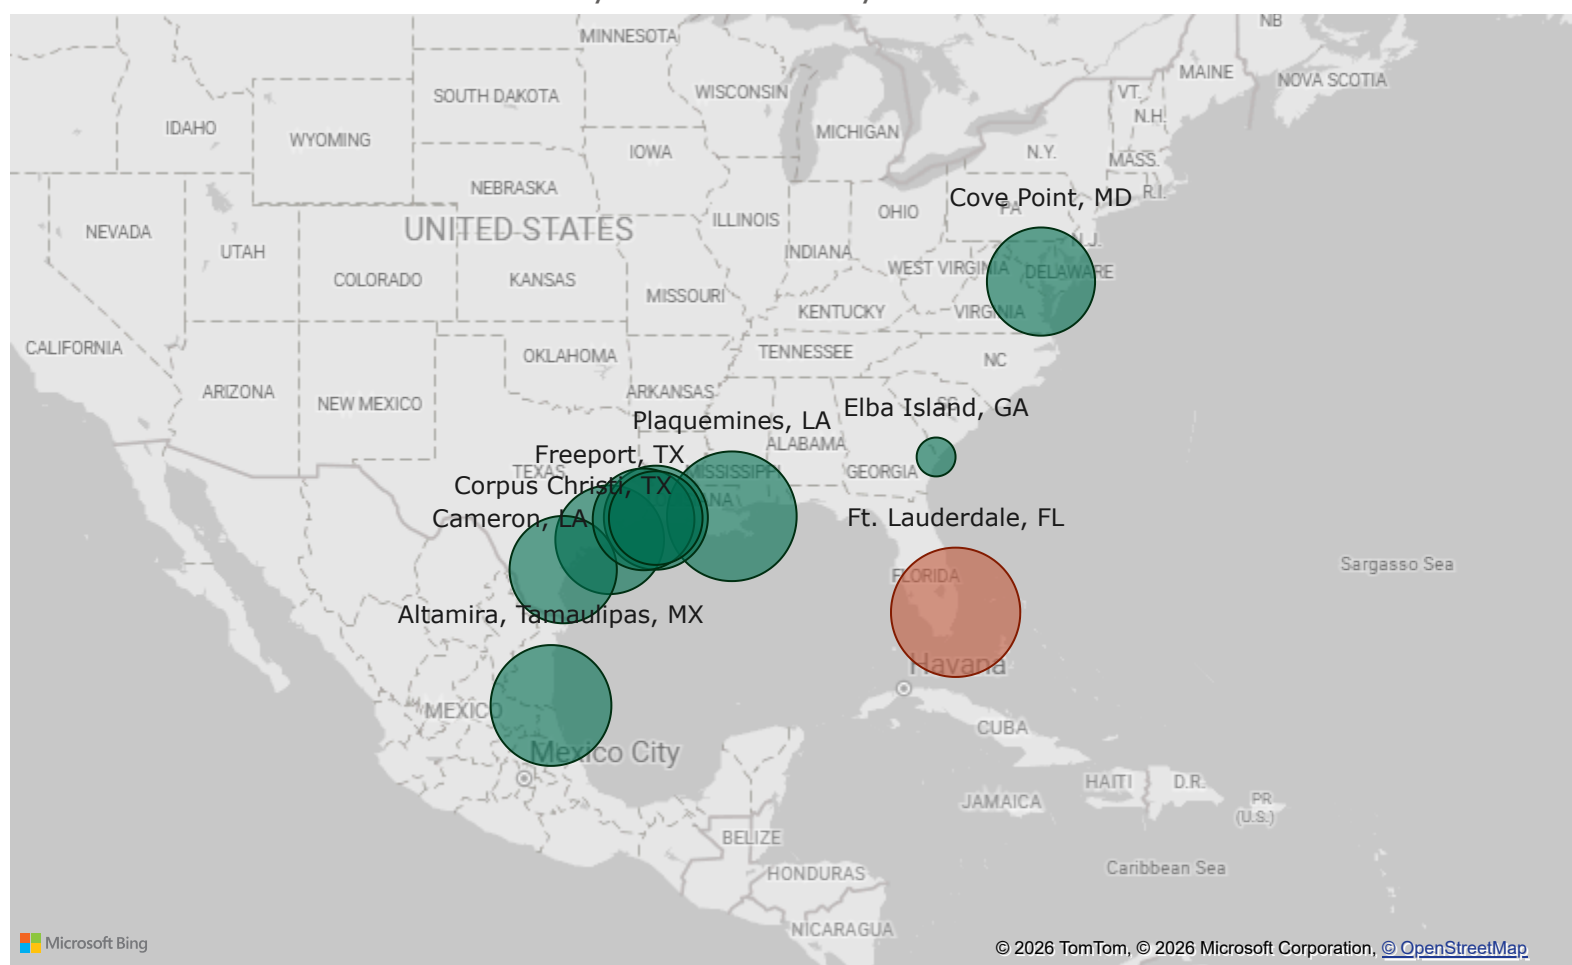 NB
MINNESOTA
MAINE
NOVA SCOTIA
WISCONSIN
VT.
SOUTH DAKOTA
N.H.
IDAHO
MICHIGAN
WYOMING
IOWA
N.Y.
MASS.
NEBRASKA
R.I.
Cove Point, MD
PA
OHIO
ILLINOIS
NEVADA
UNITED STATES
N.J.
UTAH
INDIANA
WEST VIRGINIA
DELAWARE
COLORADO
KANSAS
MISSOURI
KENTUCKY
VIRGINIA
CALIFORNIA
TENNESSEE
OKLAHOMA
NC
ARIZONA
ARKANSAS
NEW MEXICO
SC
Elba Island, GA
Plaquemines, LA
ALABAMA
Freeport, TX
TEXAS
MISSISSIPPI
GEORGIA
Corpus Christi, TX
ANA
Cameron, LA
Ft. Lauderdale, FL
Sargasso Sea
FLORIDA
Altamira, Tamaulipas, MX
Havana
MEXICO
CUBA
Mexico City
HAITI
D.R.
JAMAICA
PR
(U.S.)
BELIZE
Caribbean Sea
HONDURAS
NICARAGUA
Microsoft Bing
© 2026 TomTom, © 2026 Microsoft Corporation, © OpenStreetMap